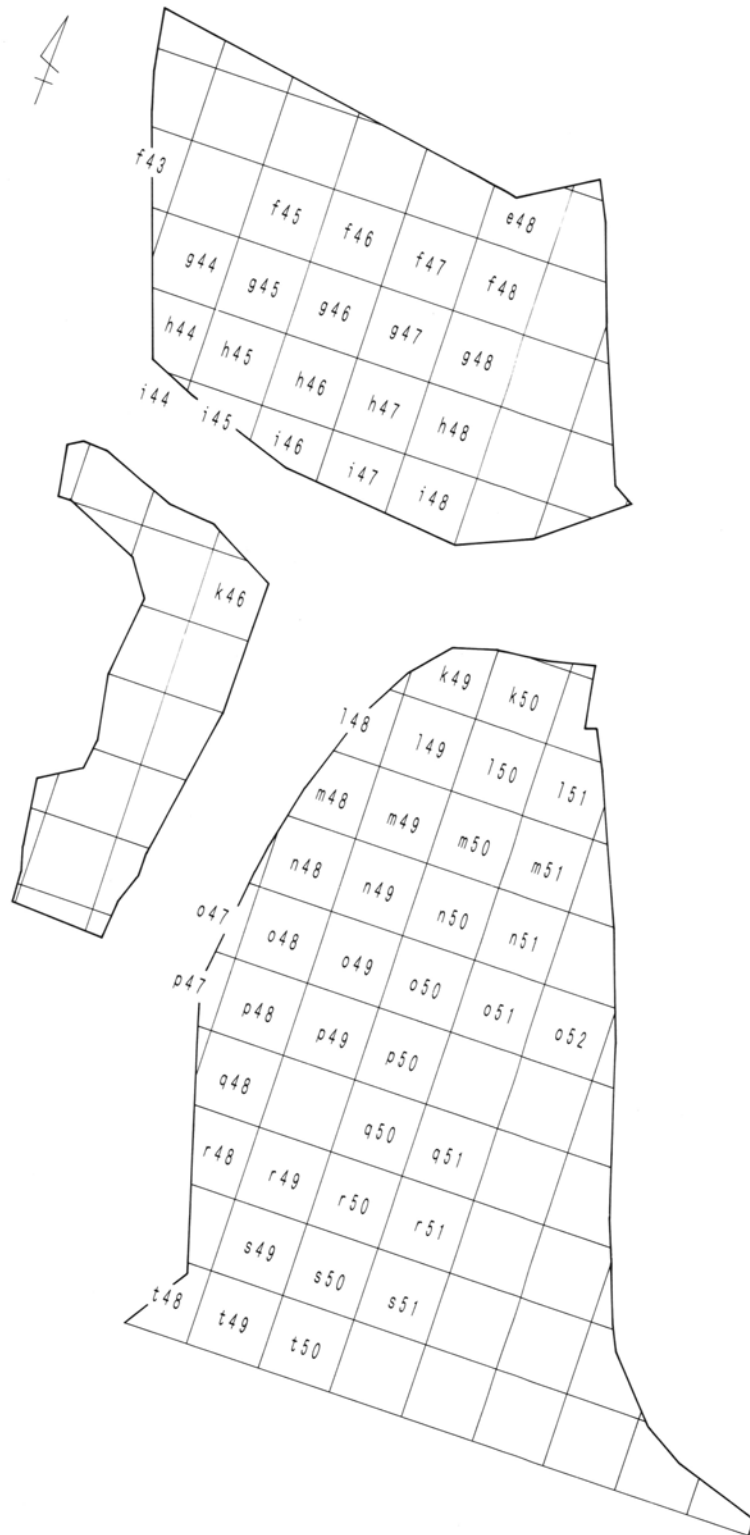 f43
f45 f46 f47 f48 e48
g44 g45 g46 g47 g48
h44 h45 h46 h47 h48
i44 i45 i46 i47 i48
k46
k49 k50
l48 l49 l50 l51
m48 m49 m50 m51
n48 n49 n50 n51
o47 o48 o49 o50 o51 o52
p47 p48 p49 p50
q48 q50 q51
r48 r49 r50 r51
s49 s50 s51
t48 t49 t50